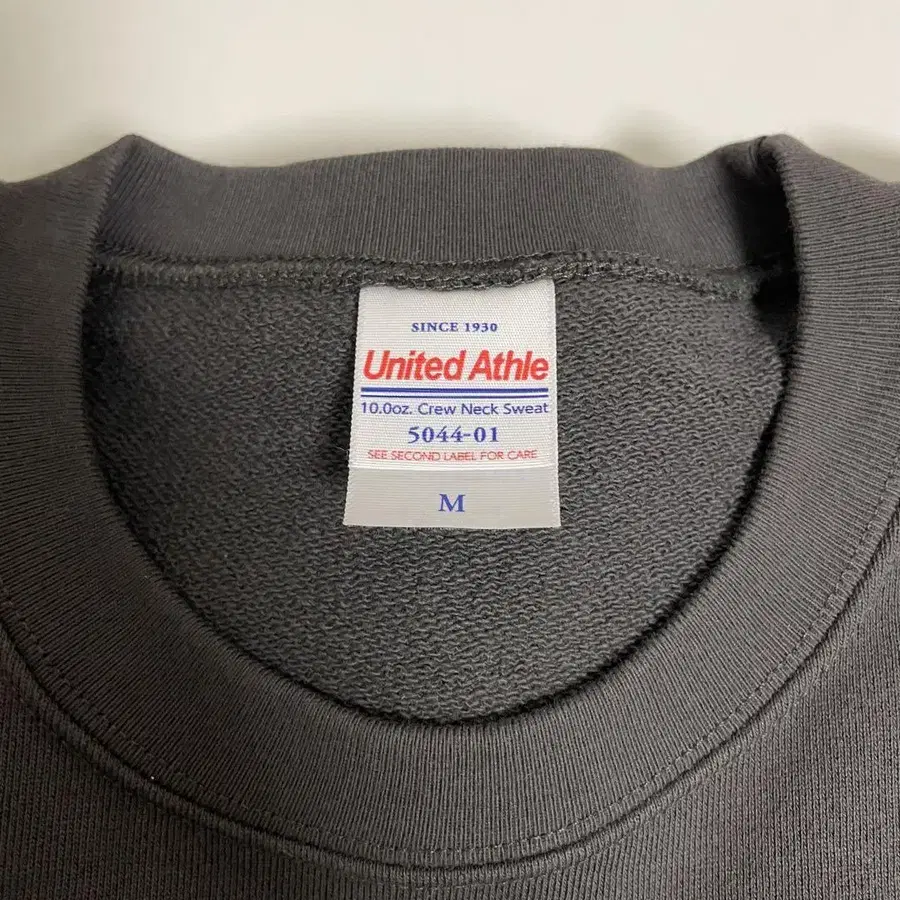 SINCE 1930
United Athle
10.0oz. Crew Neck Sweat
5044-01
SEE SECOND LABEL FOR CARE
M